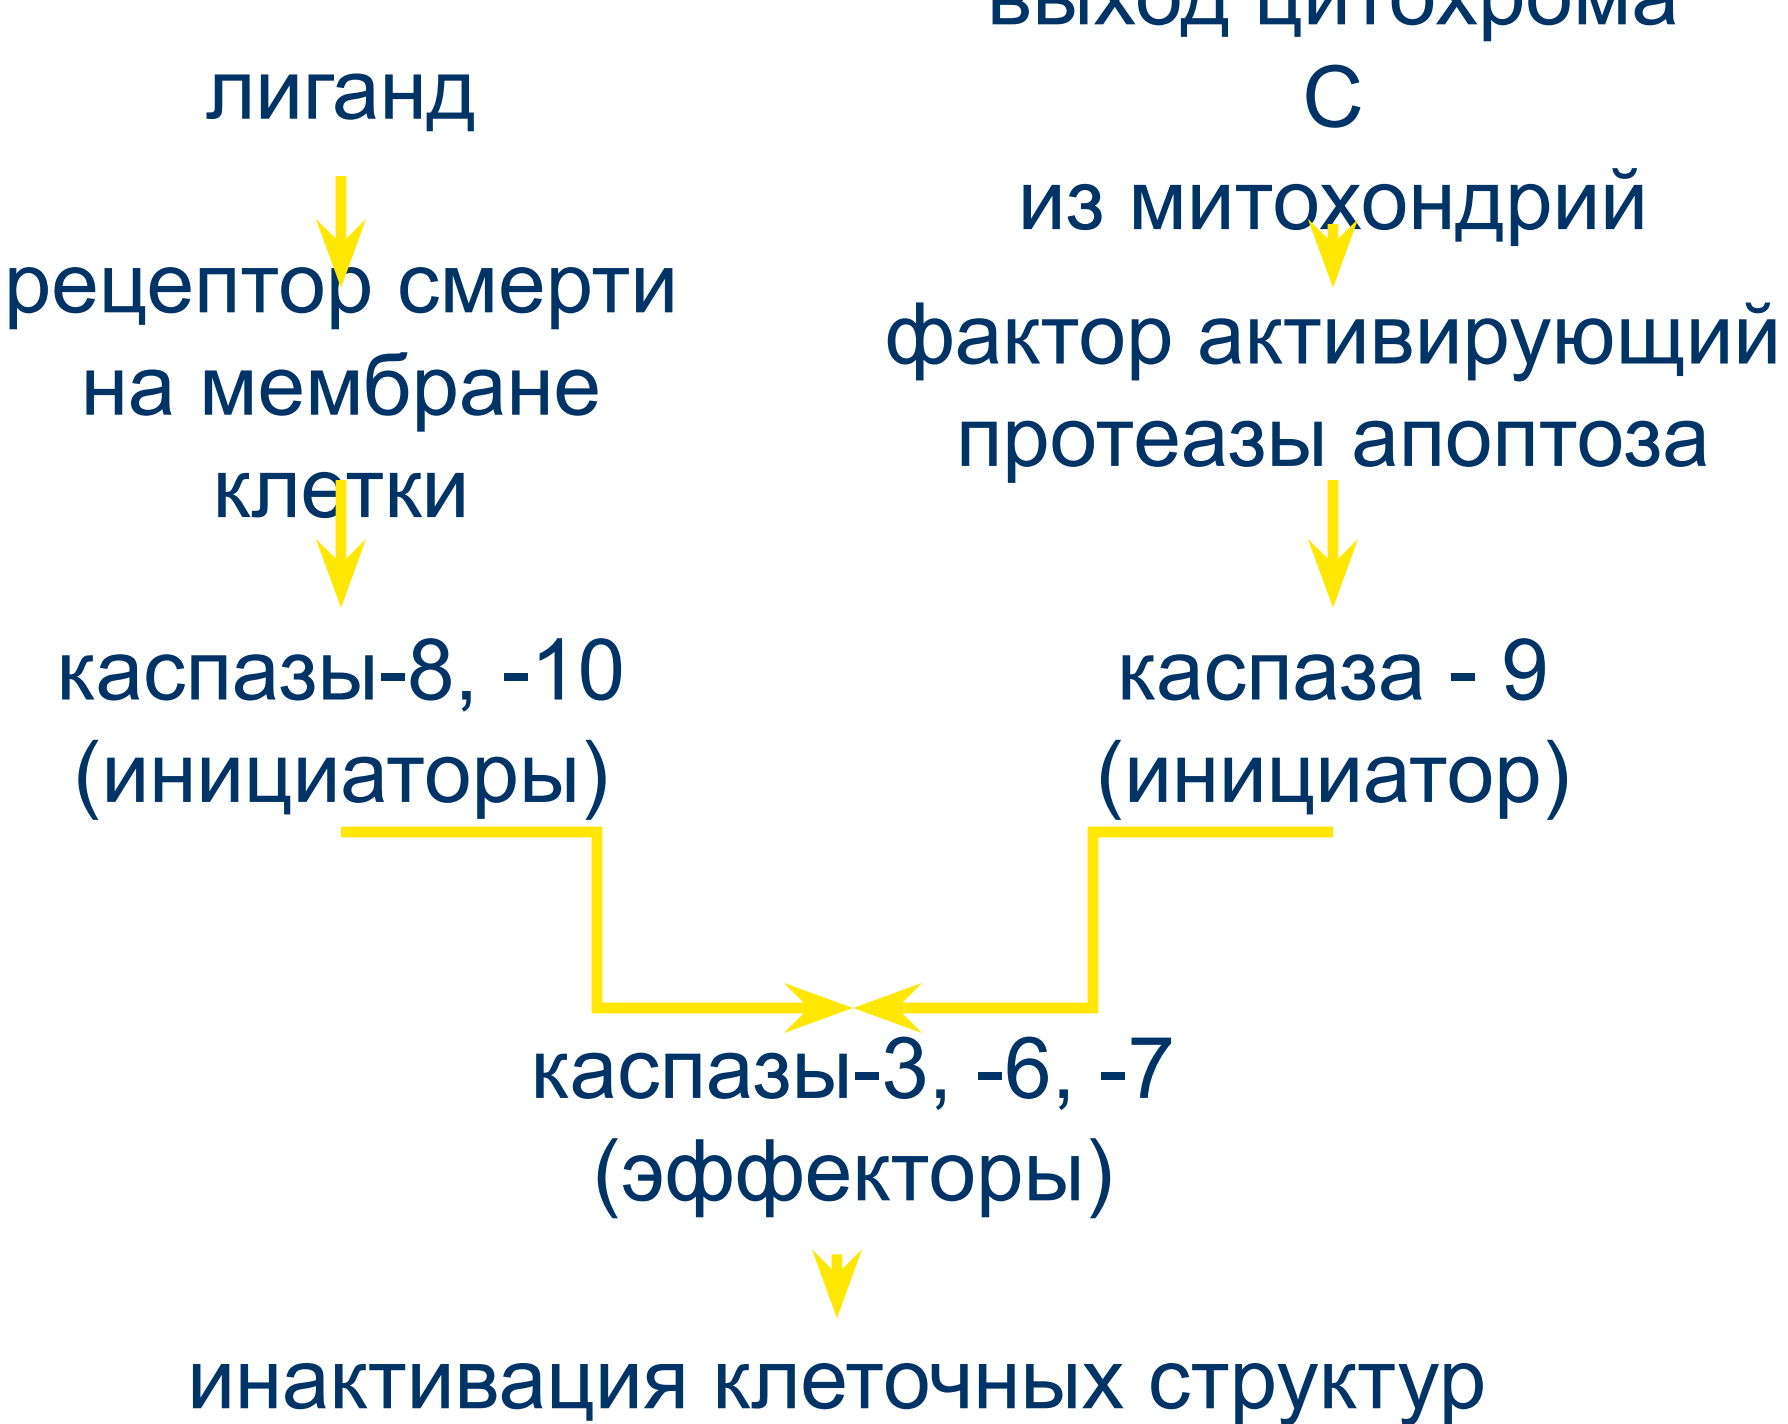 лиганд
рецептор смерти
на мембране
клетки
каспазы-8, -10
(инициаторы)
выход цитохрома
С
из митохондрий
фактор активирующий
протеазы апоптоза
каспаза - 9
(инициатор)
каспазы-3, -6, -7
(эффекторы)
инактивация клеточных структур